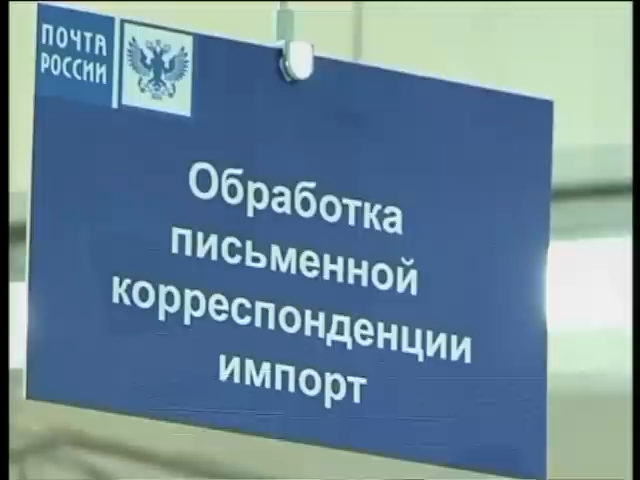 ПОЧТА
РОССИИ
Обработка
письменной
корреспонденции
импорт